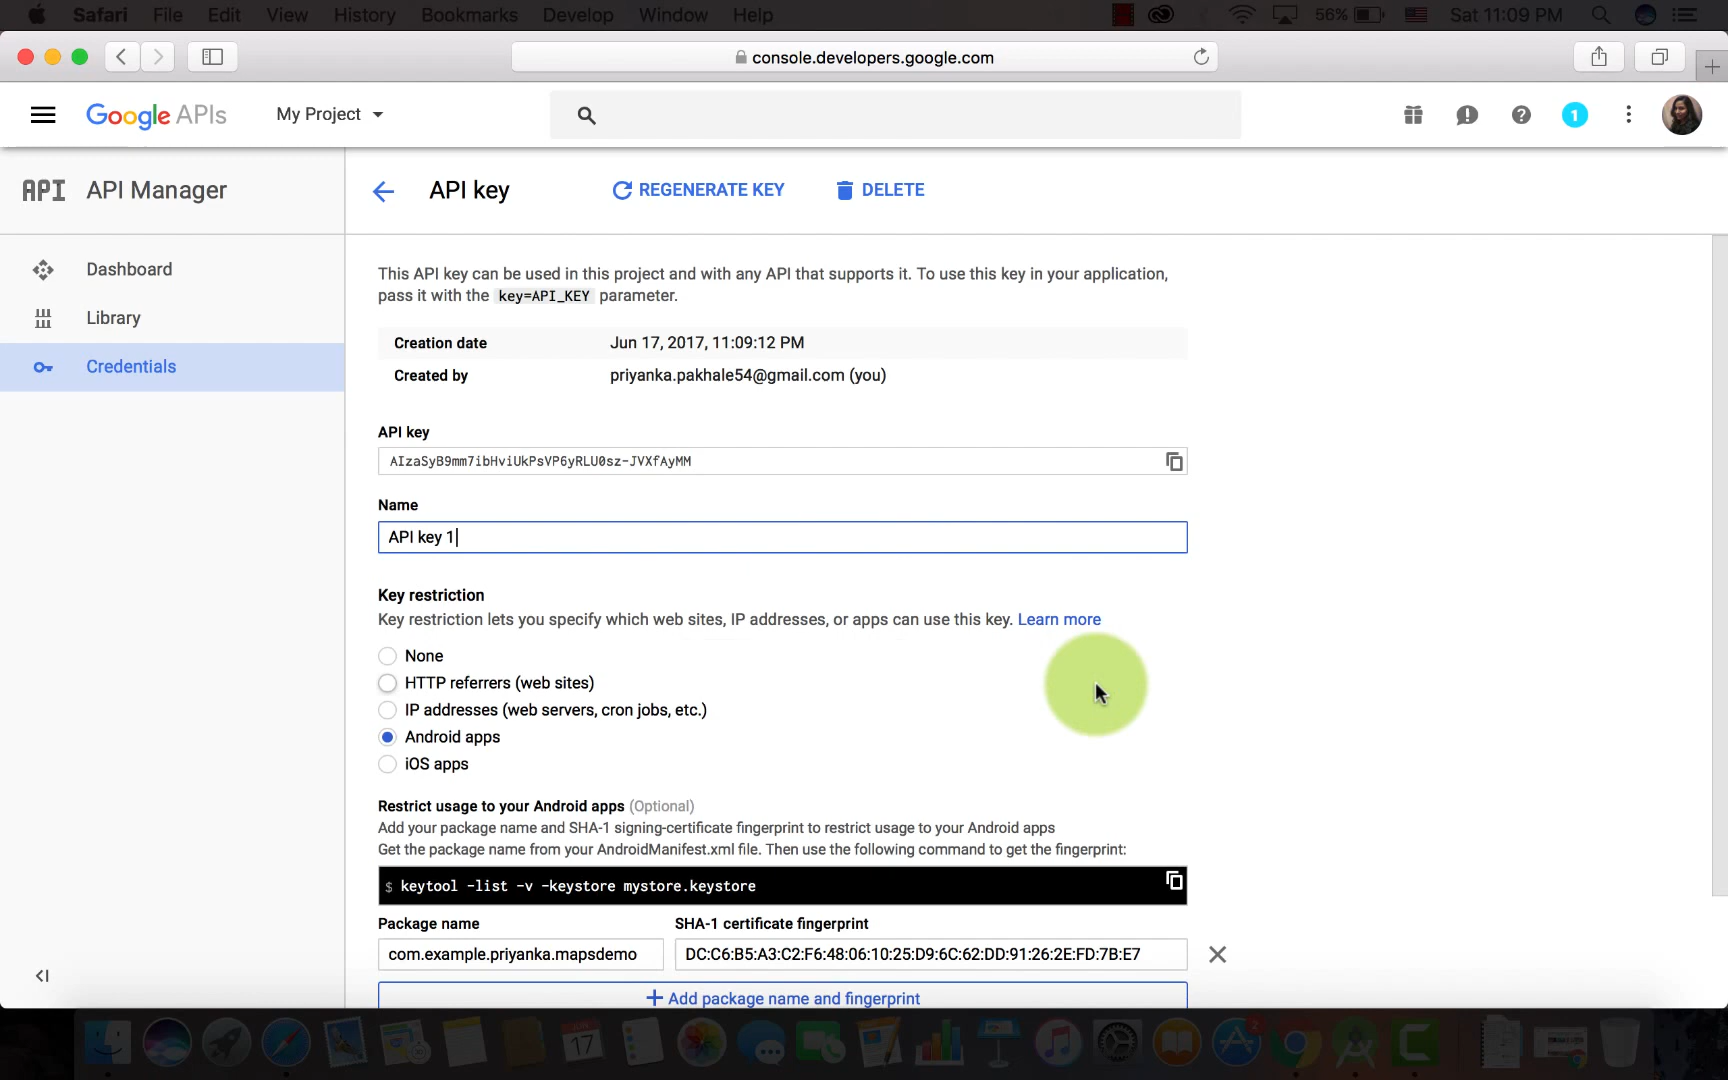 Safari File Edit View History Bookmarks Develop Window Help 56% Sat 11:09 PM
console.developers.google.com
Google APIs My Project 1
API API Manager API key REGENERATE KEY DELETE
Dashboard
Library
Credentials
This API key can be used in this project and with any API that supports it. To use this key in your application,
pass it with the key=API_KEY parameter.
Creation date Jun 17, 2017, 11:09:12 PM
Created by priyanka.pakhale54@gmail.com (you)
API key
AIzaSyB9mm7ibHviUkPsVP6yRLU0sz-JVXfAyMM
Name
API key 1
Key restriction
Key restriction lets you specify which web sites, IP addresses, or apps can use this key. Learn more
None
HTTP referrers (web sites)
IP addresses (web servers, cron jobs, etc.)
Android apps
iOS apps
Restrict usage to your Android apps (Optional)
Add your package name and SHA-1 signing-certificate fingerprint to restrict usage to your Android apps
Get the package name from your AndroidManifest.xml file. Then use the following command to get the fingerprint:
$ keytool -list -v -keystore mystore.keystore
Package name SHA-1 certificate fingerprint
com.example.priyanka.mapsdemo DC:C6:B5:A3:C2:F6:48:06:10:25:D9:6C:62:DD:91:26:2E:FD:7B:E7
+ Add package name and fingerprint
JUN
17
2